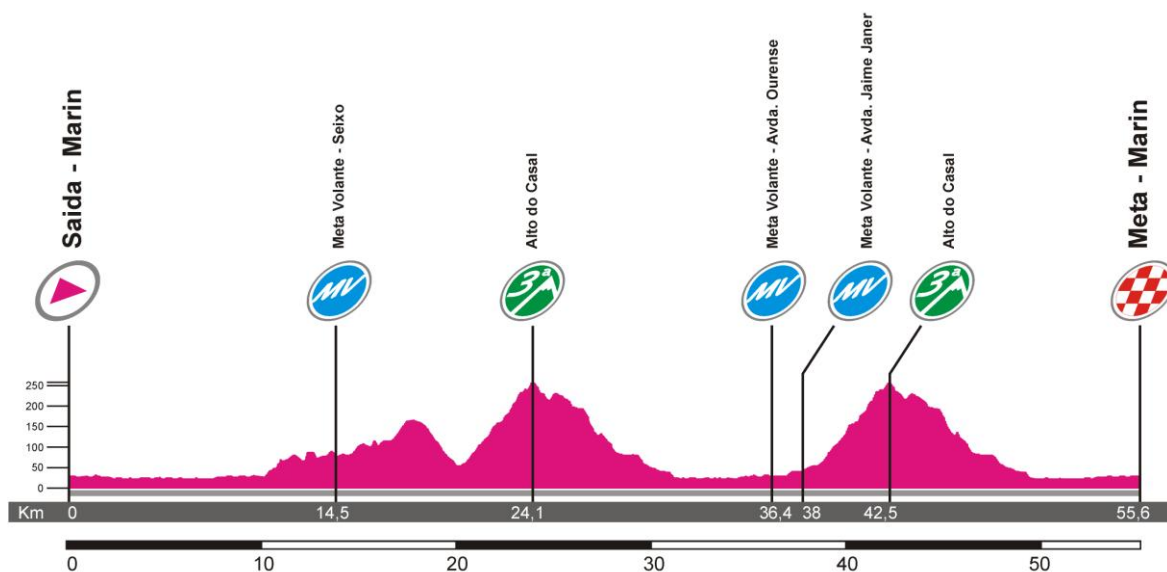 Saida - Marin
Meta Volante - Seixo
Alto do Casal
Meta Volante - Avda. Ourense
Meta Volante - Avda. Jaime Janer
Alto do Casal
Meta - Marin
MV
3ª
MV
MV
3ª
250
200
150
100
50
0
Km 0 14,5 24,1 36,4 38 42,5 55,6
0 10 20 30 40 50